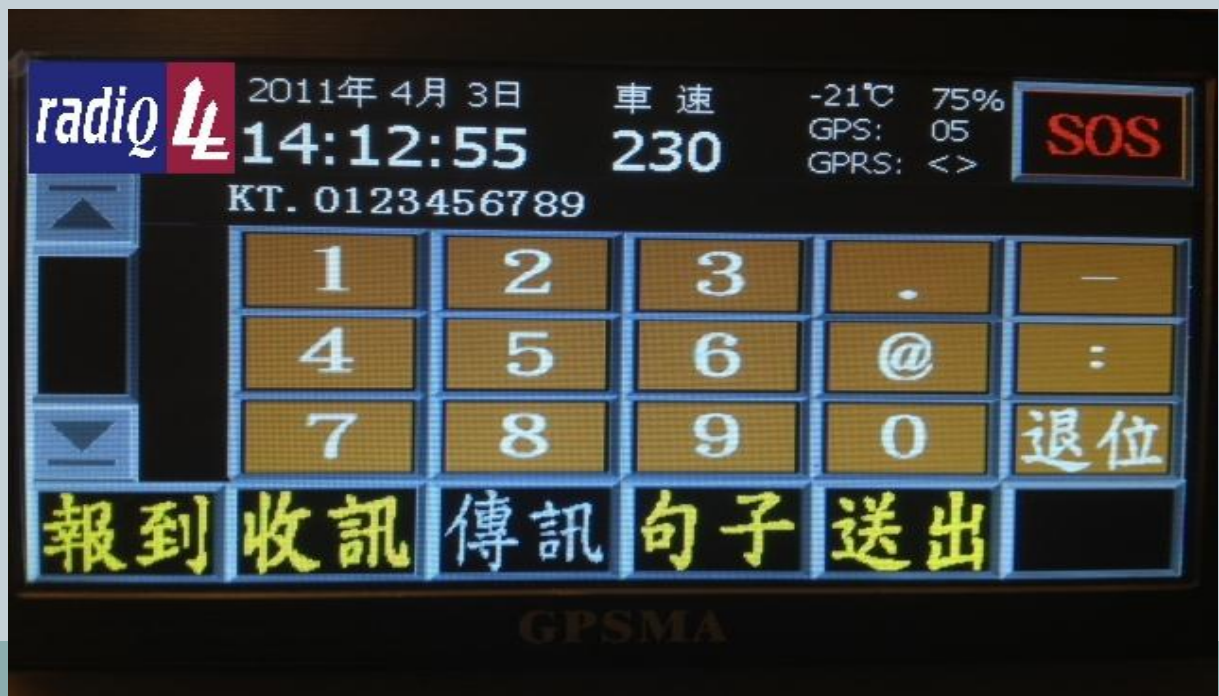 radiQ 4
2011年 4月 3日
14:12:55
車速
230
-21℃ 75%
GPS: 05
GPRS: <>
SOS
KT. 0123456789
1 2 3 . —
4 5 6 @ :
7 8 9 0 退位
報到 收訊 傳訊 句子 送出
GPSMA